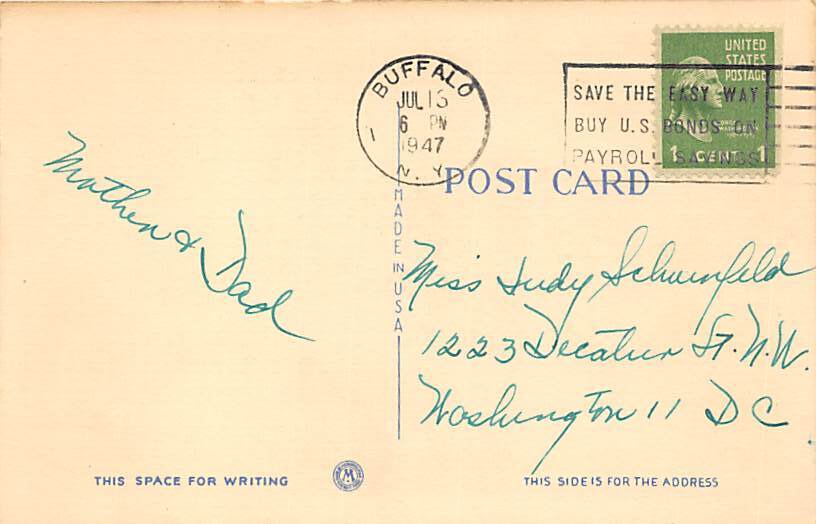 BUFFALO
JUL 13
6 PM
1947
N. Y.
1
SAVE THE EASY WAY
BUY U.S. BONDS ON
PAYROLL SAVINGS
UNITED
STATES
POSTAGE
1 CENT 1
POST CARD
MADE IN USA
Mother & Dad
Miss Judy Schoenfeld
1223 Decatur St. N.W.
Washington 11 D C
THIS SPACE FOR WRITING
M
THIS SIDE IS FOR THE ADDRESS